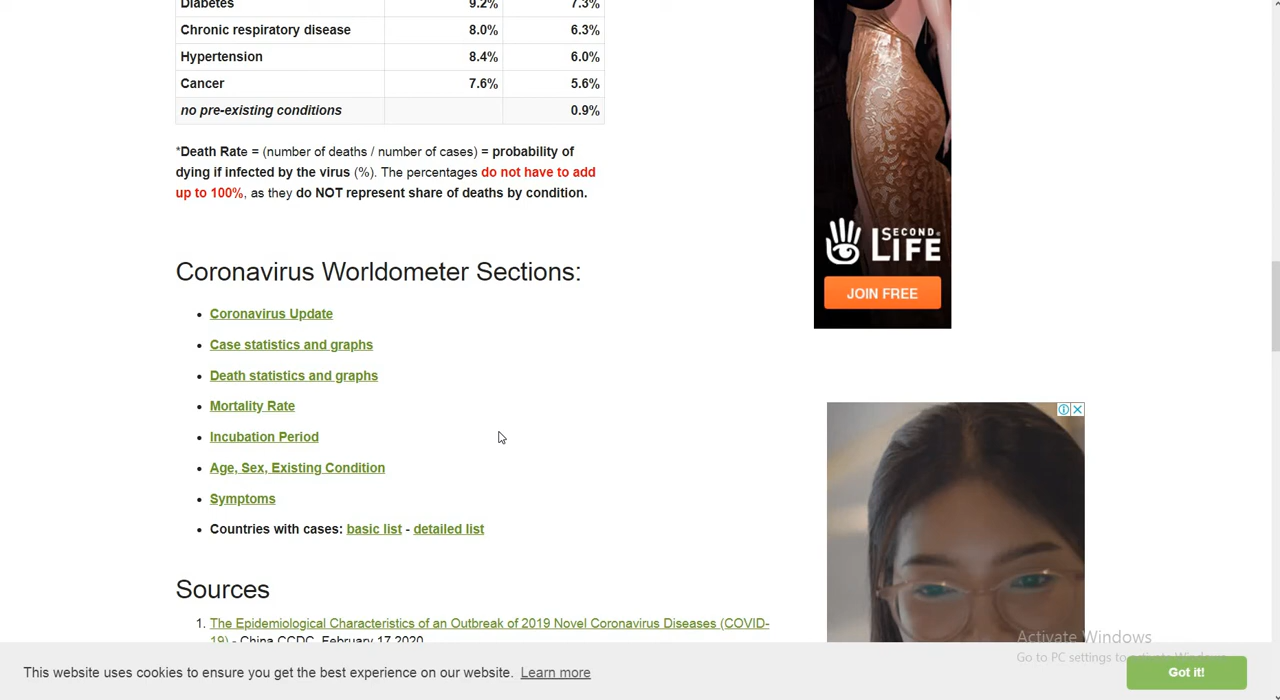 Diabetes 9.2% 7.3%
Chronic respiratory disease 8.0% 6.3%
Hypertension 8.4% 6.0%
Cancer 7.6% 5.6%
no pre-existing conditions 0.9%
*Death Rate = (number of deaths / number of cases) = probability of
dying if infected by the virus (%). The percentages do not have to add
up to 100%, as they do NOT represent share of deaths by condition.
Coronavirus Worldometer Sections:
• Coronavirus Update
• Case statistics and graphs
• Death statistics and graphs
• Mortality Rate
• Incubation Period
• Age, Sex, Existing Condition
• Symptoms
• Countries with cases: basic list - detailed list
Sources
1. The Epidemiological Characteristics of an Outbreak of 2019 Novel Coronavirus Diseases (COVID-
19) - China CCDC, February 17 2020
SECOND
LIFE
JOIN FREE
Activate Windows
Go to PC settings to activate Windows.
This website uses cookies to ensure you get the best experience on our website. Learn more
Got it!